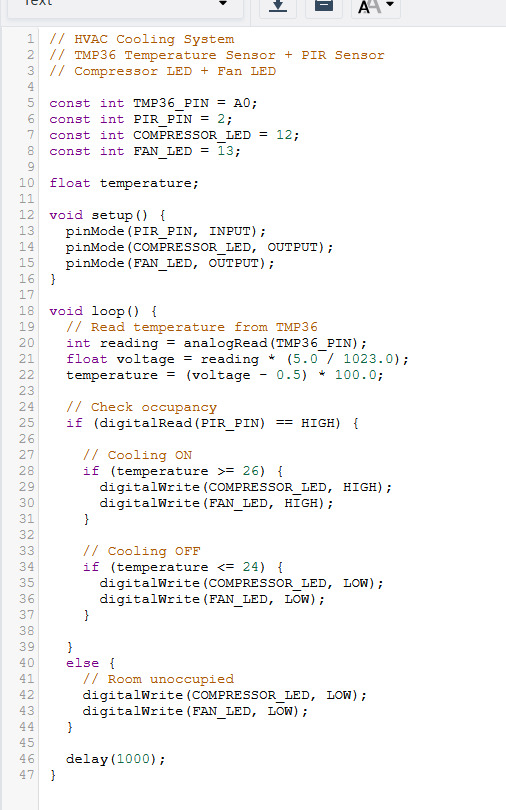 Text
1 // HVAC Cooling System
2 // TMP36 Temperature Sensor + PIR Sensor
3 // Compressor LED + Fan LED
4
5 const int TMP36_PIN = A0;
6 const int PIR_PIN = 2;
7 const int COMPRESSOR_LED = 12;
8 const int FAN_LED = 13;
9
10 float temperature;
11
12 void setup() {
13   pinMode(PIR_PIN, INPUT);
14   pinMode(COMPRESSOR_LED, OUTPUT);
15   pinMode(FAN_LED, OUTPUT);
16 }
17
18 void loop() {
19   // Read temperature from TMP36
20   int reading = analogRead(TMP36_PIN);
21   float voltage = reading * (5.0 / 1023.0);
22   temperature = (voltage - 0.5) * 100.0;
23
24   // Check occupancy
25   if (digitalRead(PIR_PIN) == HIGH) {
26
27     // Cooling ON
28     if (temperature >= 26) {
29       digitalWrite(COMPRESSOR_LED, HIGH);
30       digitalWrite(FAN_LED, HIGH);
31     }
32
33     // Cooling OFF
34     if (temperature <= 24) {
35       digitalWrite(COMPRESSOR_LED, LOW);
36       digitalWrite(FAN_LED, LOW);
37     }
38
39   }
40   else {
41     // Room unoccupied
42     digitalWrite(COMPRESSOR_LED, LOW);
43     digitalWrite(FAN_LED, LOW);
44   }
45
46   delay(1000);
47 }